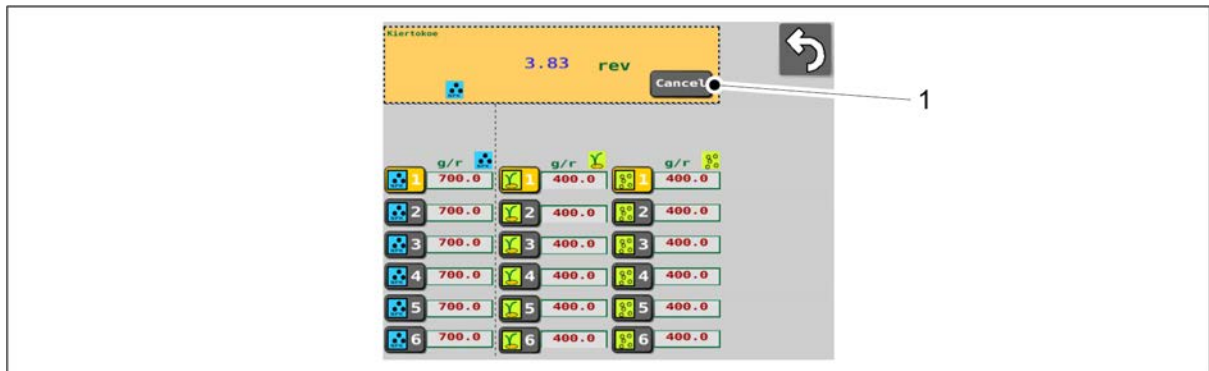 Kiertokoe
3.83 rev
Cancel
1
g/r g/r g/r
1 700.0 1 400.0 1 400.0
2 700.0 2 400.0 2 400.0
3 700.0 3 400.0 3 400.0
4 700.0 4 400.0 4 400.0
5 700.0 5 400.0 5 400.0
6 700.0 6 400.0 6 400.0